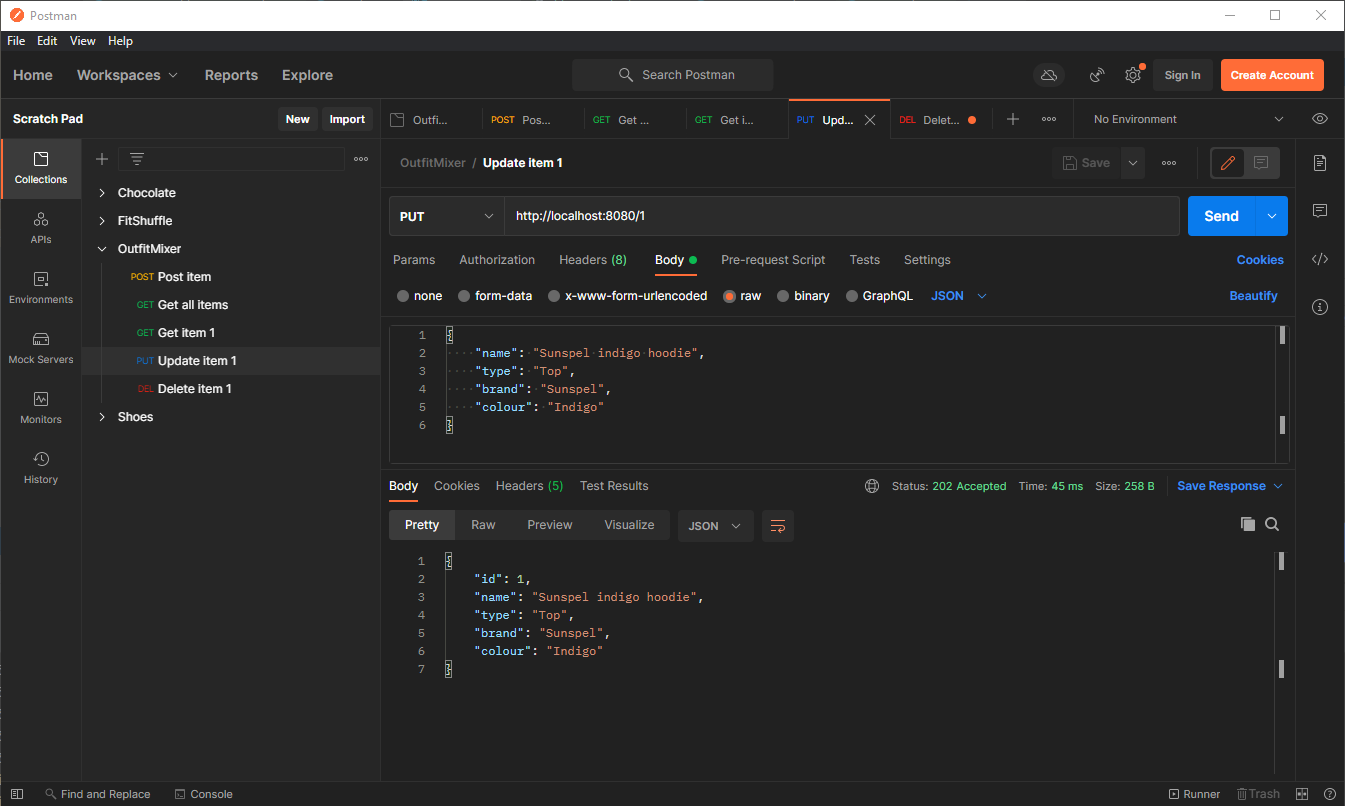 Postman
File Edit View Help
Home Workspaces Reports Explore Search Postman Sign In Create Account
Scratch Pad New Import
Outfi... POST Pos... GET Get ... GET Get i... PUT Upd... DEL Delet... No Environment
Collections
APIs
Environments
Mock Servers
Monitors
History
Chocolate
FitShuffle
OutfitMixer
POST Post item
GET Get all items
GET Get item 1
PUT Update item 1
DEL Delete item 1
Shoes
OutfitMixer / Update item 1 Save
PUT http://localhost:8080/1 Send
Params Authorization Headers (8) Body Pre-request Script Tests Settings Cookies
none form-data x-www-form-urlencoded raw binary GraphQL JSON Beautify
1 {
2 "name": "Sunspel indigo hoodie",
3 "type": "Top",
4 "brand": "Sunspel",
5 "colour": "Indigo"
6 }
Body Cookies Headers (5) Test Results Status: 202 Accepted Time: 45 ms Size: 258 B Save Response
Pretty Raw Preview Visualize JSON
1 {
2 "id": 1,
3 "name": "Sunspel indigo hoodie",
4 "type": "Top",
5 "brand": "Sunspel",
6 "colour": "Indigo"
7 }
Find and Replace Console Runner Trash